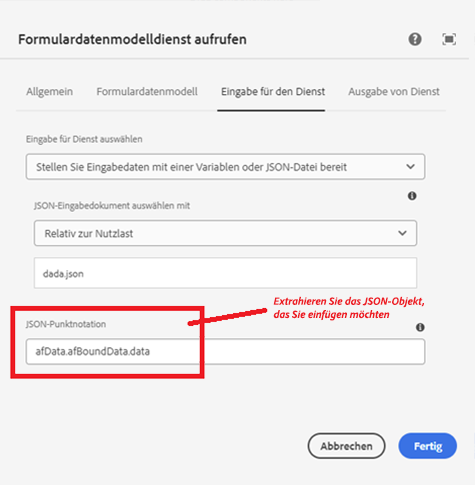 Formulardatenmodelldienst aufrufen
Allgemein Formulardatenmodell Eingabe für den Dienst Ausgabe von Dienst
Eingabe für Dienst auswählen
Stellen Sie Eingabedaten mit einer Variablen oder JSON-Datei bereit
JSON-Eingabedokument auswählen mit
Relativ zur Nutzlast
dada.json
Extrahieren Sie das JSON-Objekt,
das Sie einfügen möchten
JSON-Punktnotation
afData.afBoundData.data
Abbrechen Fertig